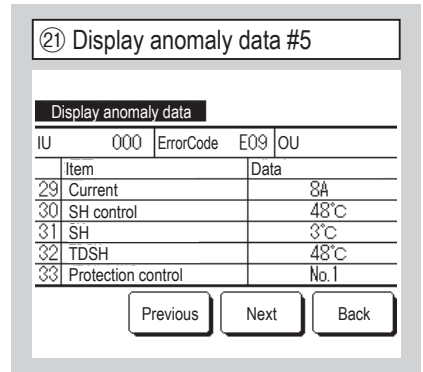 ㉑ Display anomaly data #5
Display anomaly data
IU 000 ErrorCode E09 OU
Item Data
29 Current 8A
30 SH control 48°C
31 SH 3°C
32 TDSH 48°C
33 Protection control No.1
Previous Next Back